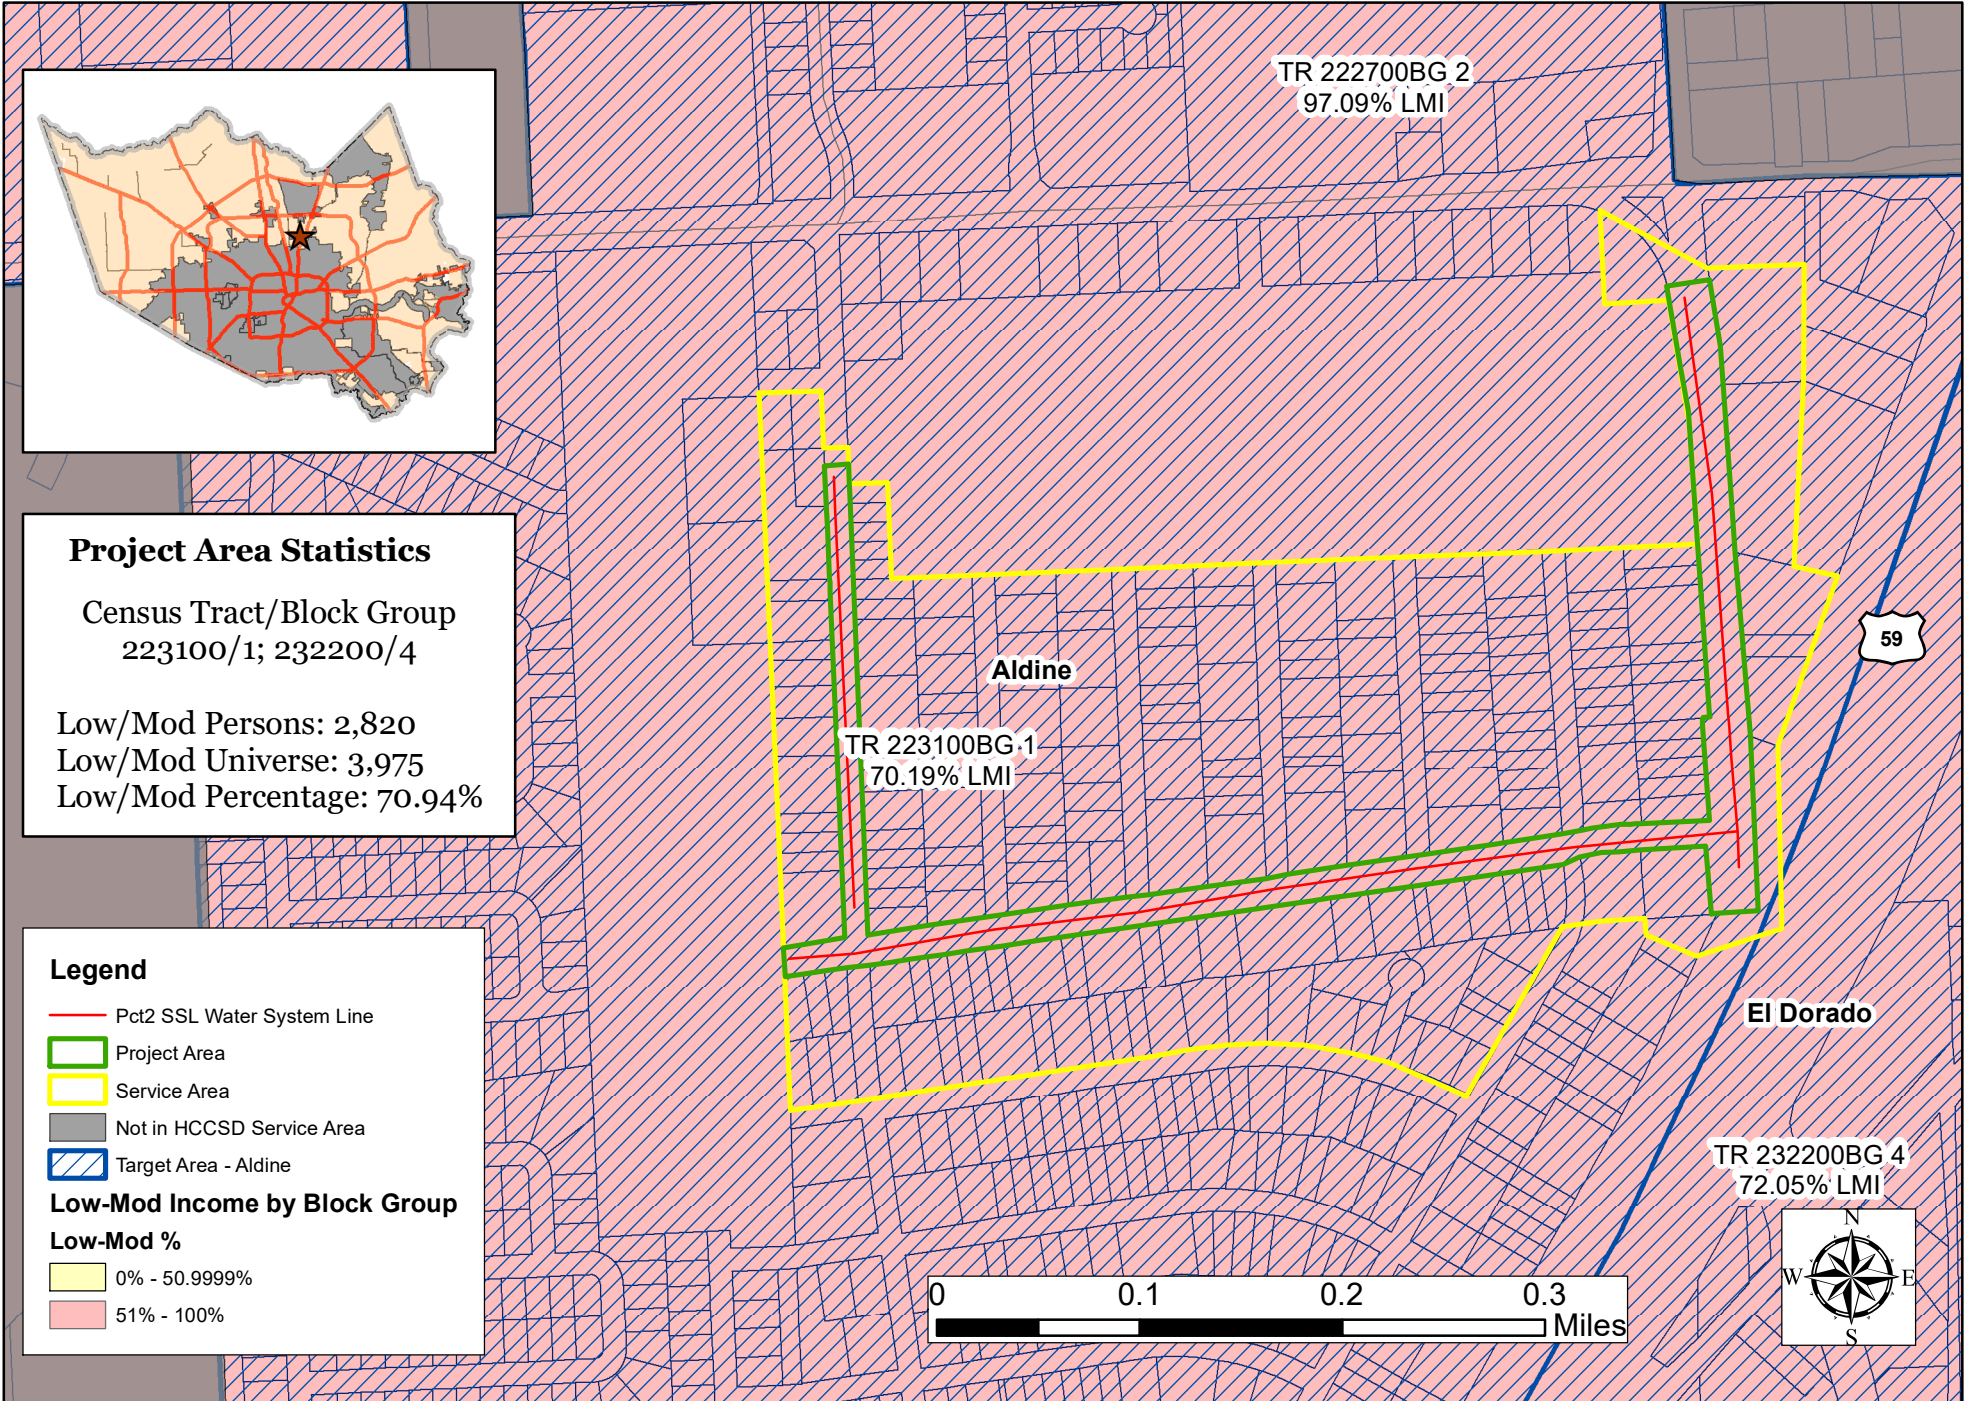 TR 222700BG 2
97.09% LMI
Project Area Statistics
Census Tract/Block Group
223100/1; 232200/4
Low/Mod Persons: 2,820
Low/Mod Universe: 3,975
Low/Mod Percentage: 70.94%
59
Aldine
TR 223100BG 1
70.19% LMI
El Dorado
TR 232200BG 4
72.05% LMI
Legend
Pct2 SSL Water System Line
Project Area
Service Area
Not in HCCSD Service Area
Target Area - Aldine
Low-Mod Income by Block Group
Low-Mod %
0% - 50.9999%
51% - 100%
0 0.1 0.2 0.3
Miles
N
W E
S